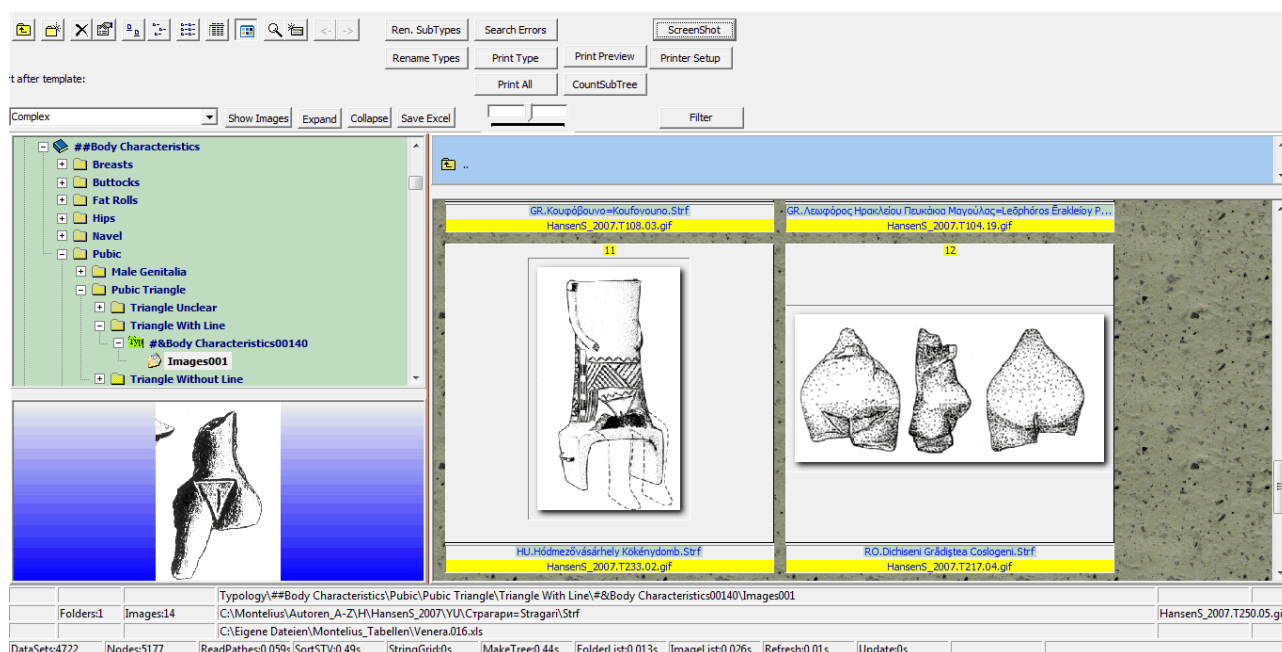 Ren. SubTypes
Search Errors
ScreenShot
Rename Types
Print Type
Print Preview
Printer Setup
t after template:
Print All
CountSubTree
Complex
Show Images
Expand
Collapse
Save Excel
Filter
##Body Characteristics
Breasts
Buttocks
Fat Rolls
Hips
Navel
Pubic
Male Genitalia
Pubic Triangle
Triangle Unclear
Triangle With Line
#&Body Characteristics00140
Images001
Triangle Without Line
..
GR.Κουφόβουνο=Koufovouno.Strf
HansenS_2007.T108.03.gif
GR.Λεωφόρος Ηρακλείου Πευκάκια Μαγούλας=Leōphóros Ērakleíoy P...
HansenS_2007.T104.19.gif
11
12
HU.Hódmezővásárhely Kökénydomb.Strf
HansenS_2007.T233.02.gif
RO.Dichiseni Grădiştea Coslogeni.Strf
HansenS_2007.T217.04.gif
Typology\##Body Characteristics\Pubic\Pubic Triangle\Triangle With Line\#&Body Characteristics00140\Images001
Folders:1
Images:14
C:\Montelius\Autoren_A-Z\H\HansenS_2007\YU\Страгари=Stragari\Strf
HansenS_2007.T250.05.gi
C:\Eigene Dateien\Montelius_Tabellen\Venera.016.xls
DataSets:4722
Nodes:5177
ReadPathes:0.059s
SortSTV:0.49s
StringGrid:0s
MakeTree:0.44s
FolderList:0.013s
ImageList:0.026s
Refresh:0.01s
Update:0s